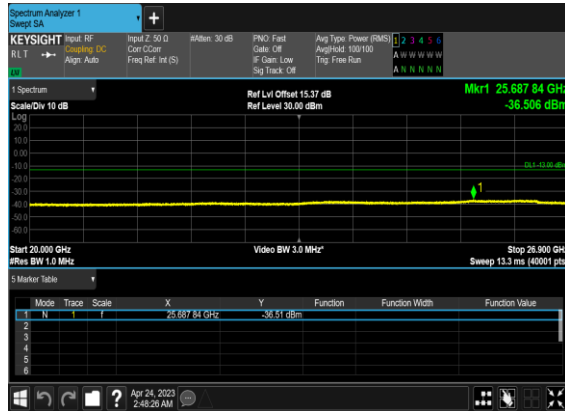 Spectrum Analyzer 1
Swept SA
+
KEYSIGHT Input: RF Input Z: 50 Ω #Atten: 30 dB PNO: Fast Avg Type: Power (RMS) 1 2 3 4 5 6
RLT Coupling: DC Corr CCorr Gate: Off Avg|Hold: 100/100 A W W W W W
Align: Auto Freq Ref: Int (S) IF Gain: Low Trig: Free Run A N N N N N
Sig Track: Off
LW
1 Spectrum Ref Lvl Offset 15.37 dB Mkr1 25.687 84 GHz
Scale/Div 10 dB Ref Level 30.00 dBm -36.506 dBm
Log
20.0
10.0
0.00
-10.0
DL1 -13.00 dBm
-20.0
-30.0
1
-40.0
-50.0
-60.0
Start 20.000 GHz Video BW 3.0 MHz* Stop 26.900 GHz
#Res BW 1.0 MHz Sweep 13.3 ms (40001 pts)
5 Marker Table
Mode Trace Scale X Y Function Function Width Function Value
1 N 1 f 25.687 84 GHz -36.51 dBm
2
3
4
5
6
? Apr 24, 2023
2:48:26 AM